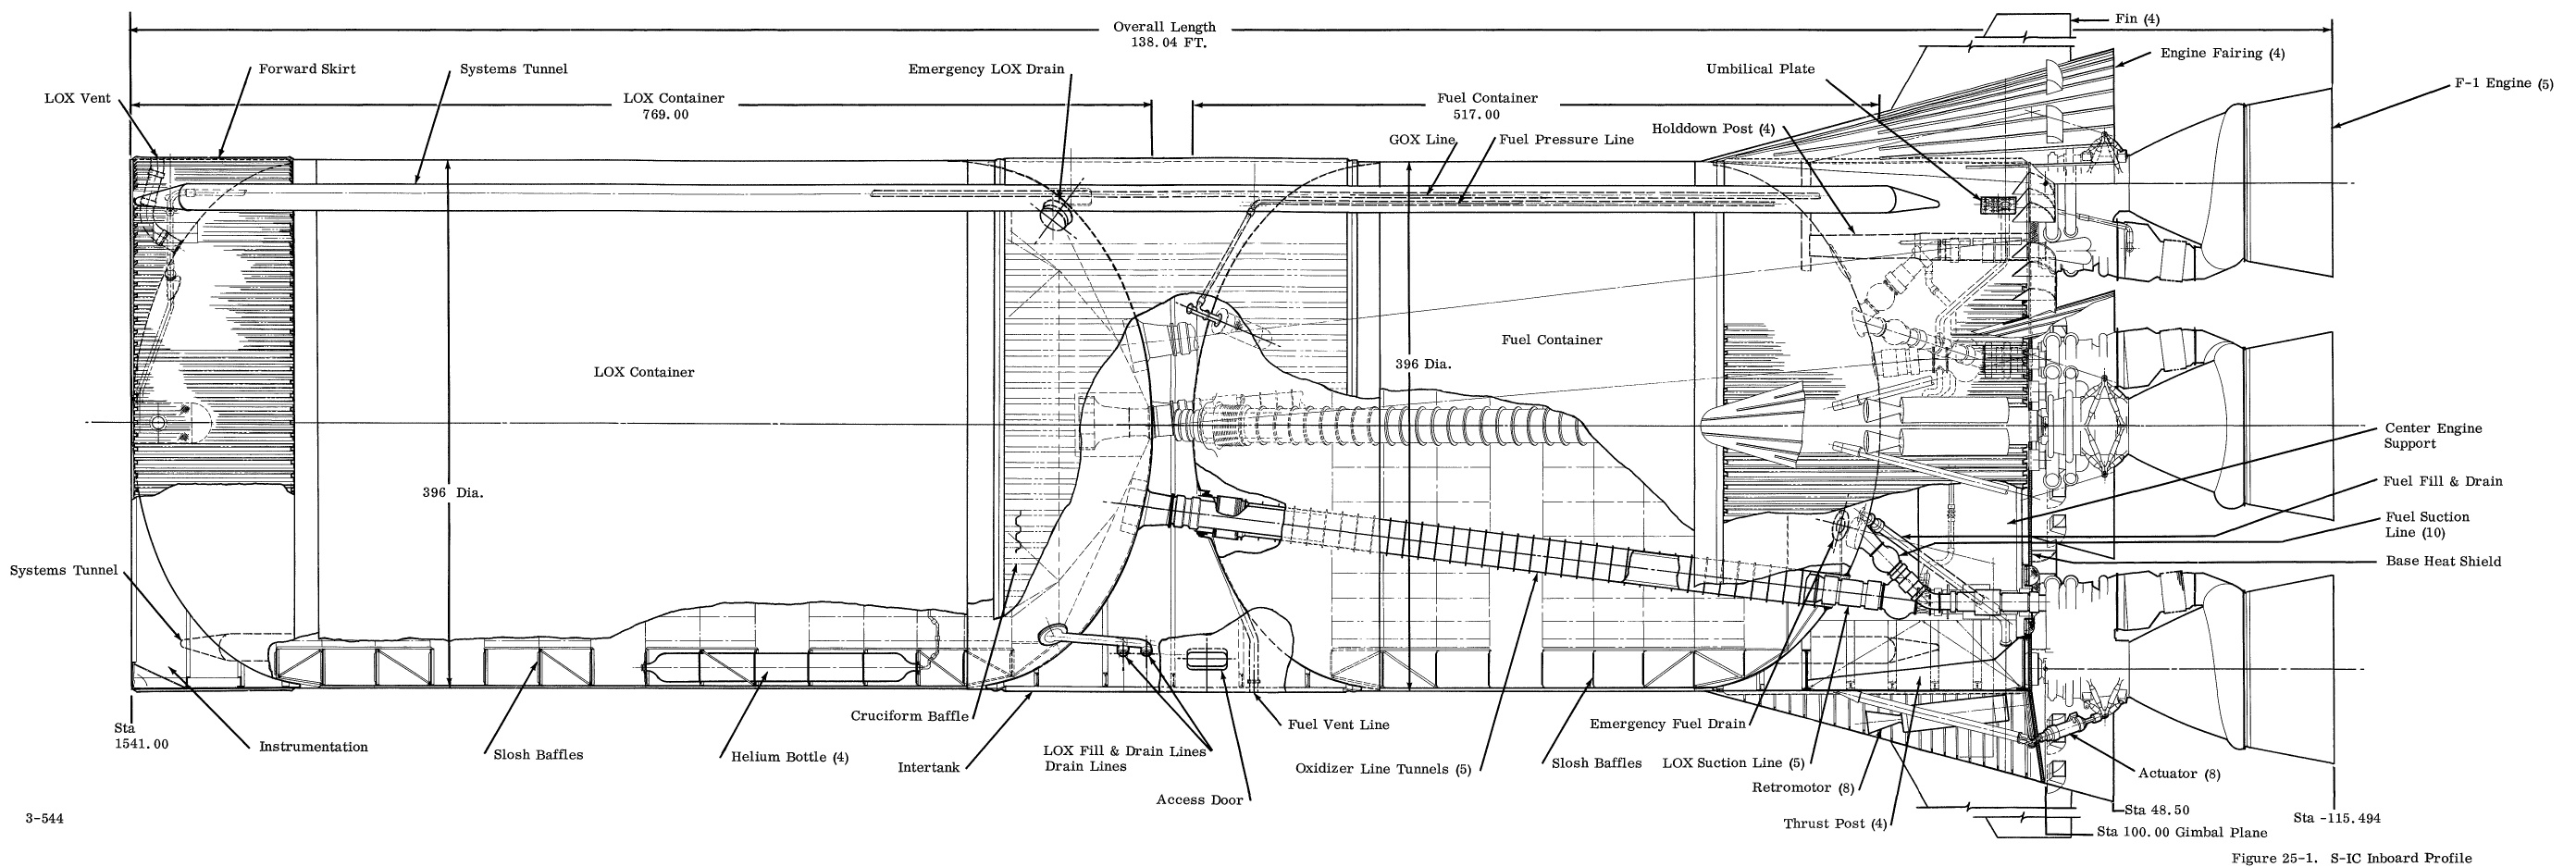 Overall Length
138.04 FT.
Fin (4)
Engine Fairing (4)
Forward Skirt
Systems Tunnel
Emergency LOX Drain
Umbilical Plate
F-1 Engine (5)
LOX Vent
LOX Container
769.00
Fuel Container
517.00
Holddown Post (4)
GOX Line
Fuel Pressure Line
Fuel Container
396 Dia.
LOX Container
396 Dia.
Center Engine
Support
Fuel Fill & Drain
Fuel Suction
Line (10)
Base Heat Shield
Systems Tunnel
Sta
1541.00
Instrumentation
Slosh Baffles
Helium Bottle (4)
Cruciform Baffle
Intertank
LOX Fill & Drain Lines
Drain Lines
Access Door
Fuel Vent Line
Oxidizer Line Tunnels (5)
Emergency Fuel Drain
Slosh Baffles
LOX Suction Line (5)
Retromotor (8)
Thrust Post (4)
Actuator (8)
Sta 48.50
Sta 100.00 Gimbal Plane
Sta -115.494
3-544
Figure 25-1. S-IC Inboard Profile